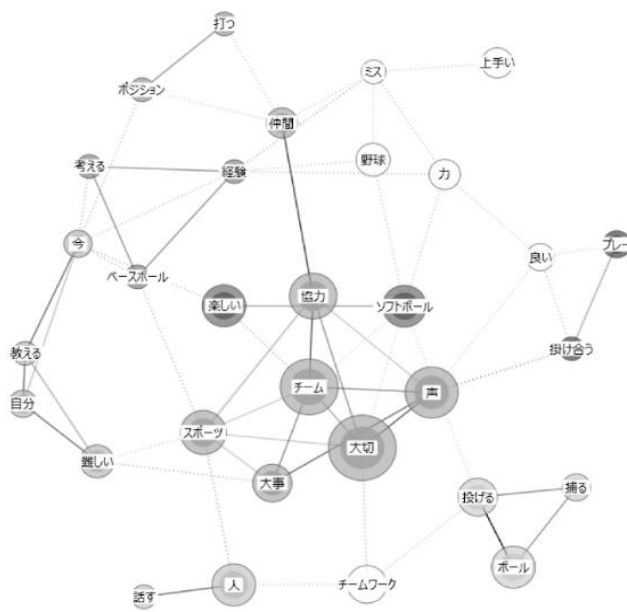 打つ
上手い
ミス
ポジション
仲間
野球
考える
経験
力
今
プレー
良い
ベースボール
楽しい
協力
ソフトボール
掛け合う
教える
チーム
声
自分
スポーツ
大切
難しい
大事
投げる
捕る
ボール
人
チームワーク
話す